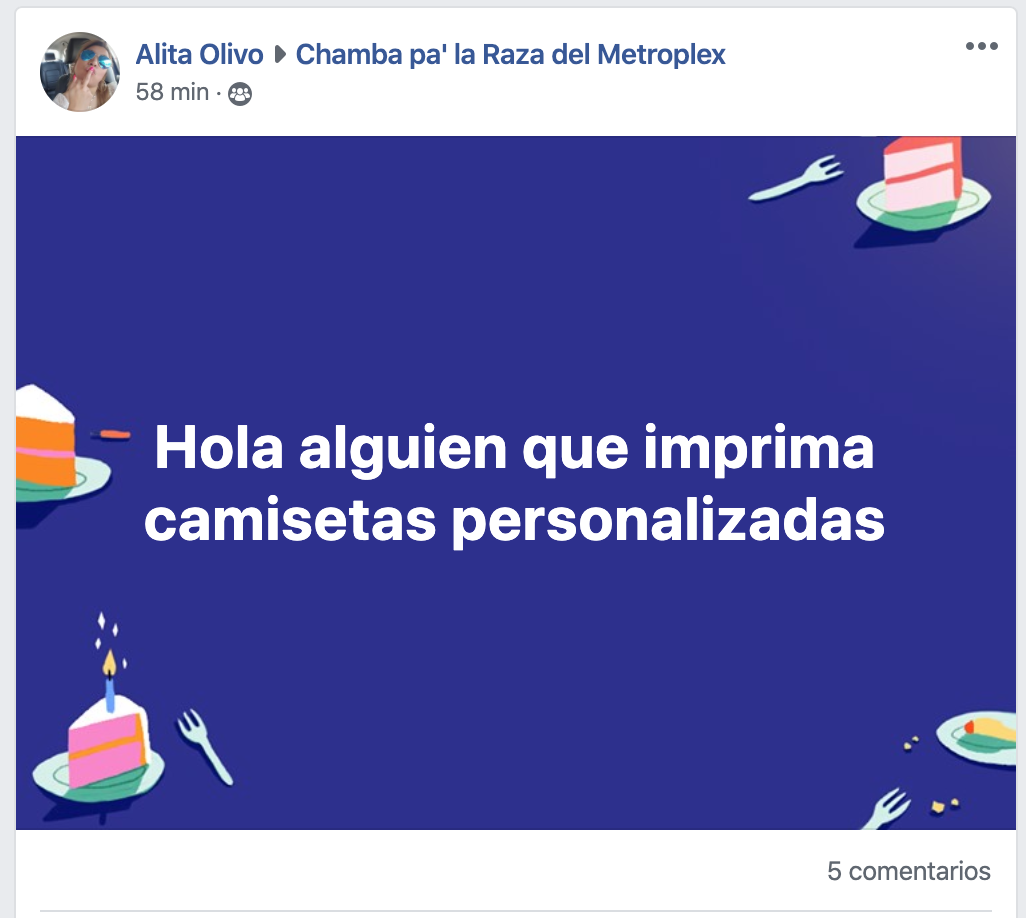 Alita Olivo Chamba pa' la Raza del Metroplex
58 min ·
Hola alguien que imprima
camisetas personalizadas
5 comentarios